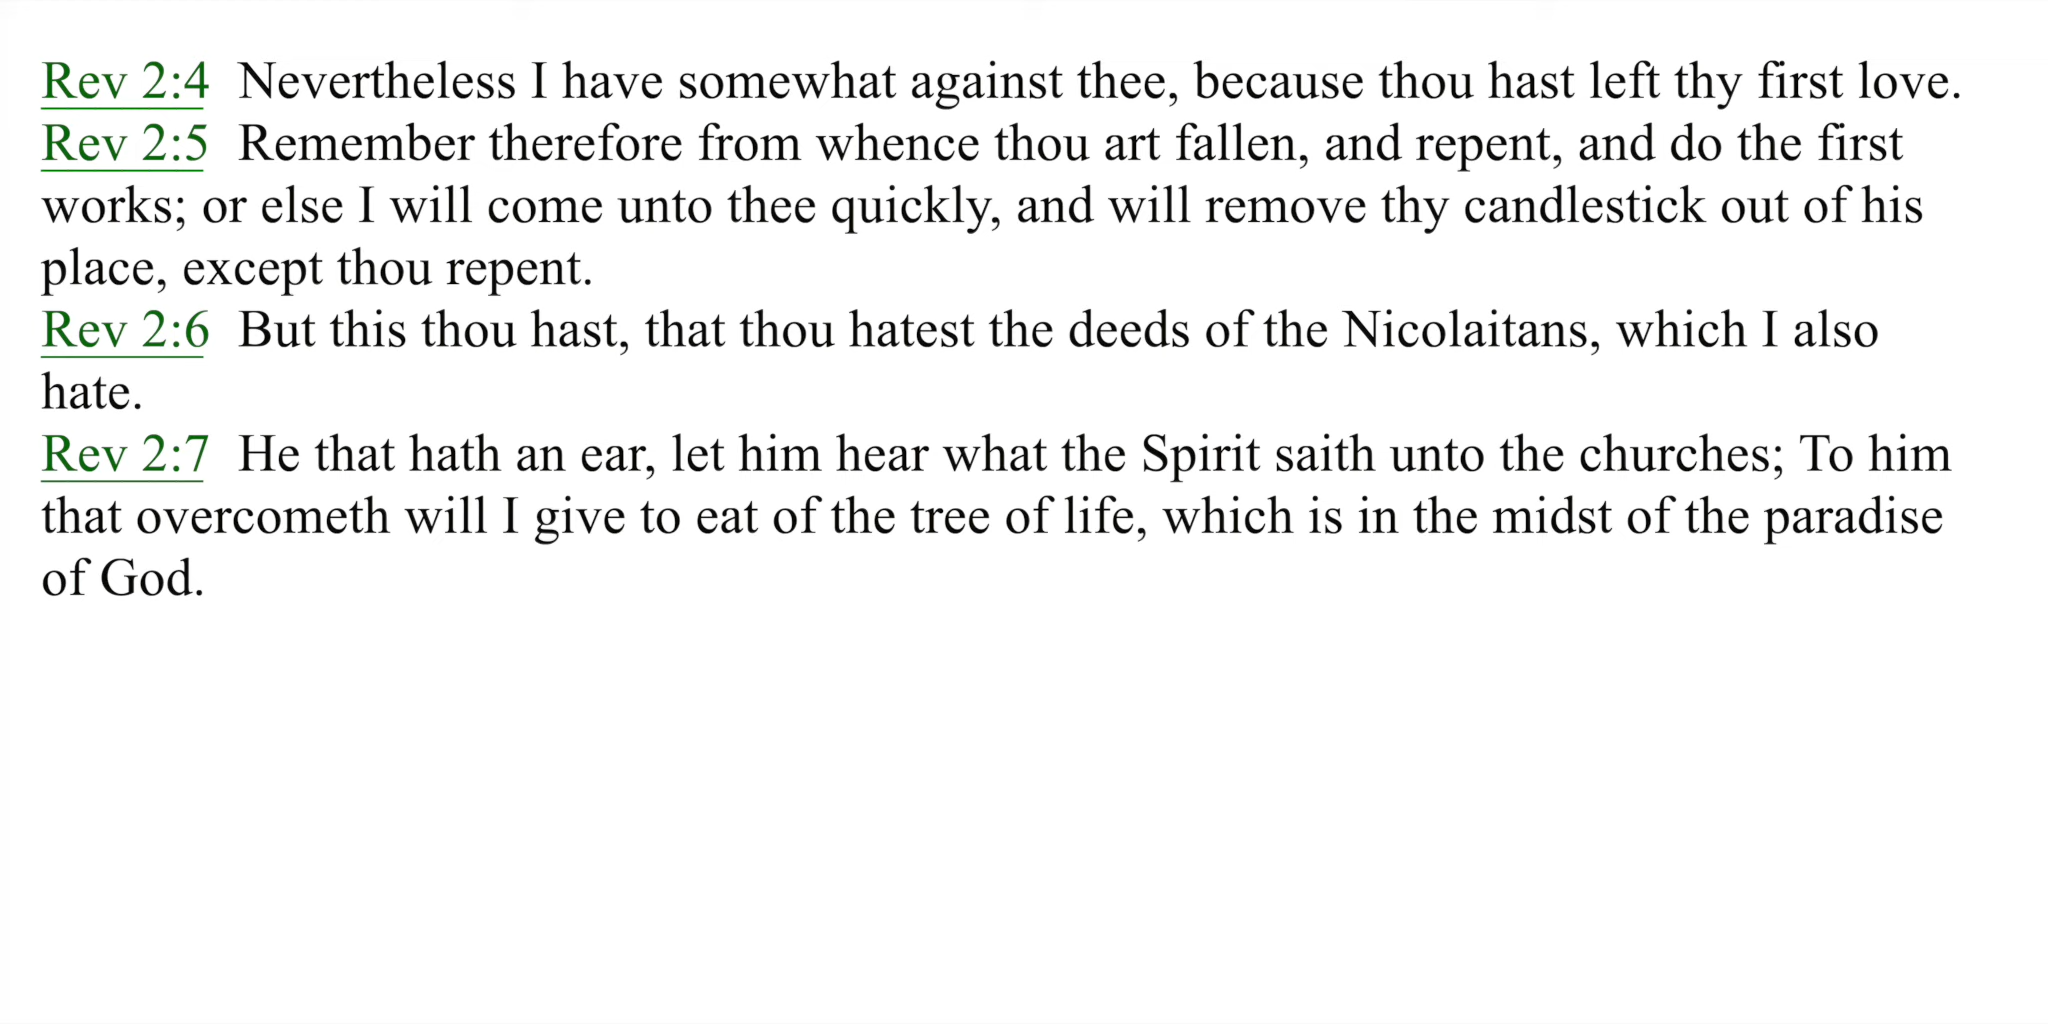 Rev 2:4  Nevertheless I have somewhat against thee, because thou hast left thy first love.
Rev 2:5  Remember therefore from whence thou art fallen, and repent, and do the first
works; or else I will come unto thee quickly, and will remove thy candlestick out of his
place, except thou repent.
Rev 2:6  But this thou hast, that thou hatest the deeds of the Nicolaitans, which I also
hate.
Rev 2:7  He that hath an ear, let him hear what the Spirit saith unto the churches; To him
that overcometh will I give to eat of the tree of life, which is in the midst of the paradise
of God.